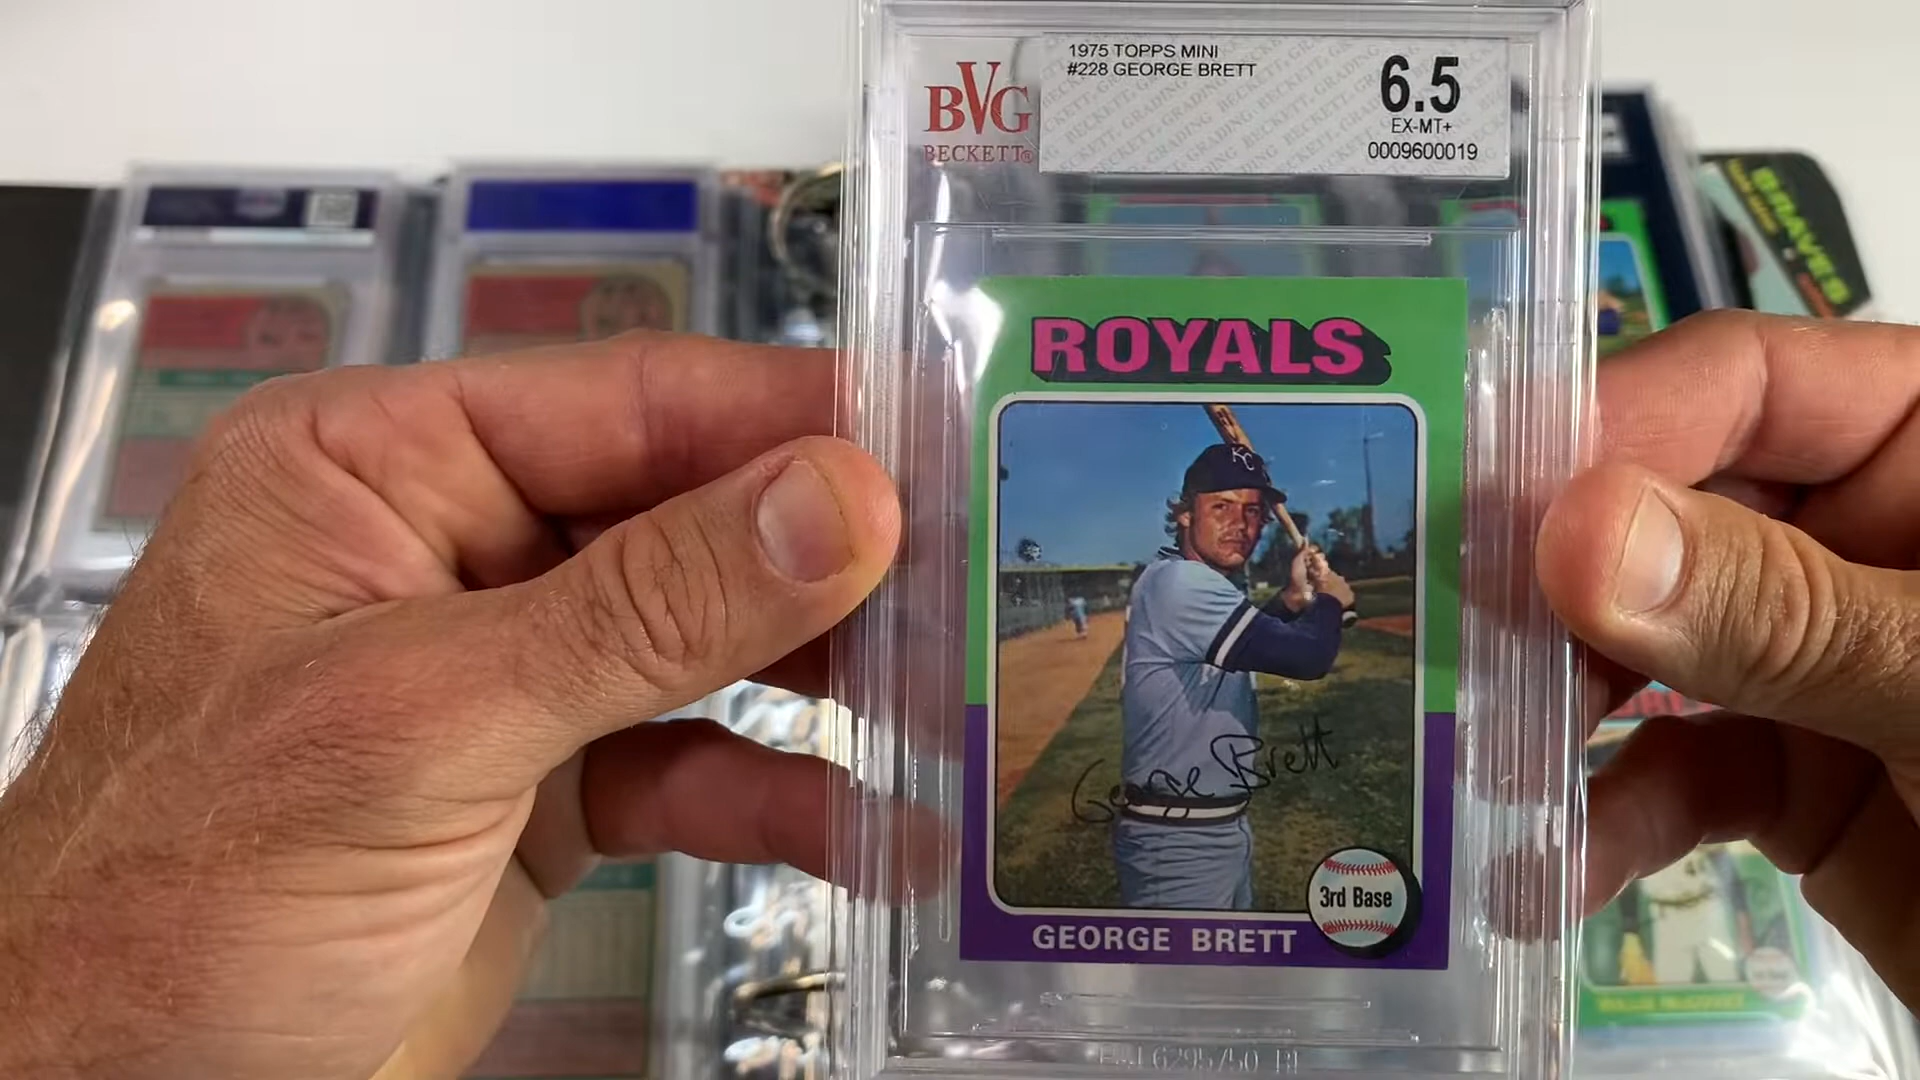 1975 TOPPS MINI
#228 GEORGE BRETT
BVG
BECKETT®
6.5
EX-MT+
0009600019
BRAVES
ROYALS
KC
George Brett
3rd Base
GEORGE BRETT